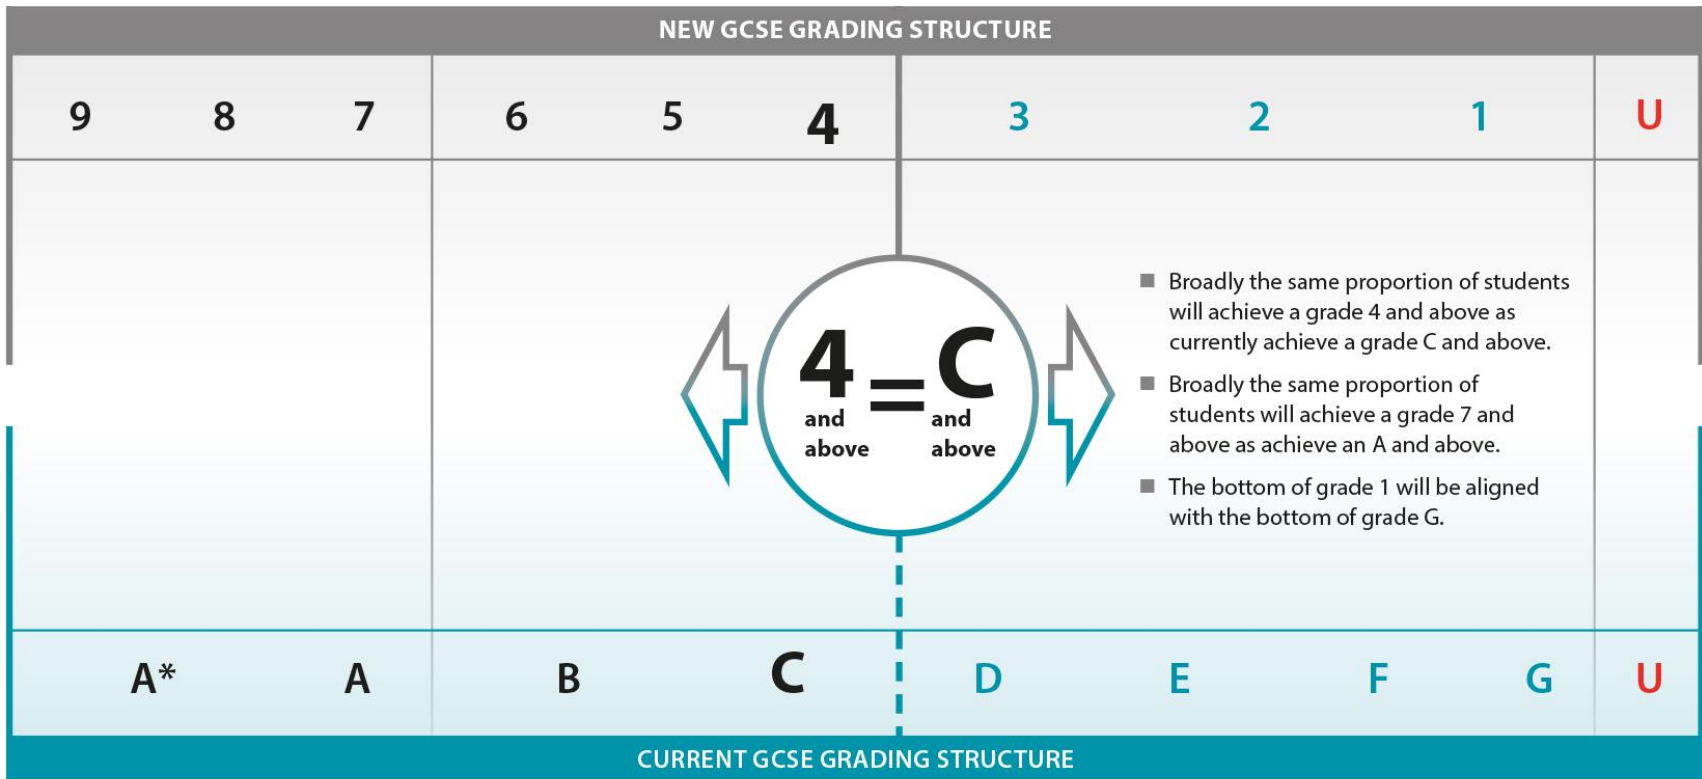 NEW GCSE GRADING STRUCTURE
9 8 7 6 5 4 3 2 1 U
4 = C
and and
above above
■ Broadly the same proportion of students
will achieve a grade 4 and above as
currently achieve a grade C and above.
■ Broadly the same proportion of
students will achieve a grade 7 and
above as achieve an A and above.
■ The bottom of grade 1 will be aligned
with the bottom of grade G.
A* A B C D E F G U
CURRENT GCSE GRADING STRUCTURE